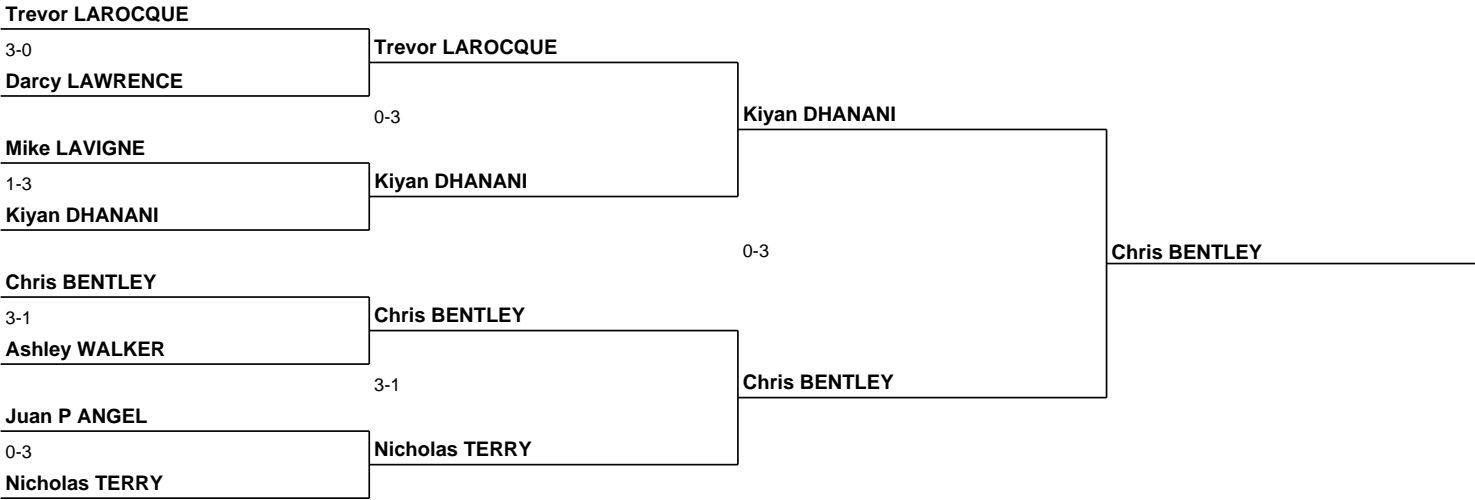 Trevor LAROCQUE
3-0
Trevor LAROCQUE
Darcy LAWRENCE
0-3
Kiyan DHANANI
Mike LAVIGNE
1-3
Kiyan DHANANI
Kiyan DHANANI
0-3
Chris BENTLEY
Chris BENTLEY
3-1
Chris BENTLEY
Ashley WALKER
3-1
Chris BENTLEY
Juan P ANGEL
0-3
Nicholas TERRY
Nicholas TERRY